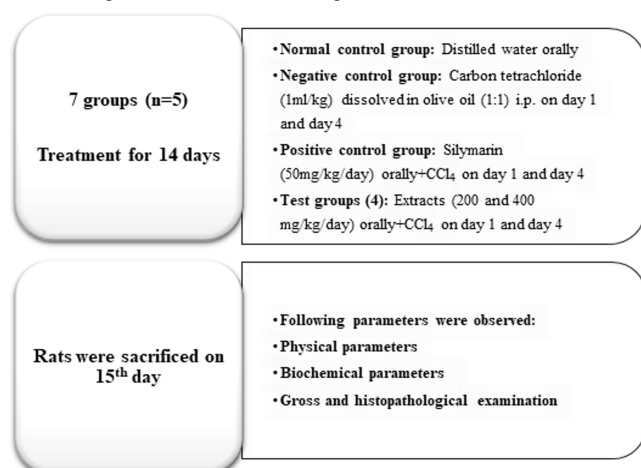 7 groups (n=5)
Treatment for 14 days
• Normal control group: Distilled water orally
• Negative control group: Carbon tetrachloride
(1ml/kg) dissolved in olive oil (1:1) i.p. on day 1
and day 4
• Positive control group: Silymarin
(50mg/kg/day) orally+CCl₄ on day 1 and day 4
• Test groups (4): Extracts (200 and 400
mg/kg/day) orally+CCl₄ on day 1 and day 4
Rats were sacrificed on
15th day
• Following parameters were observed:
• Physical parameters
• Biochemical parameters
• Gross and histopathological examination